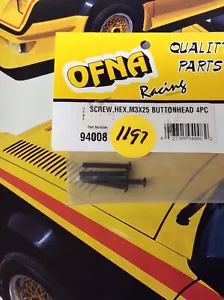 OFNA
QUALITY
PARTS
Racing
SCREW,HEX,M3X25 BUTTONHEAD 4PC
Part Number
94008
1197